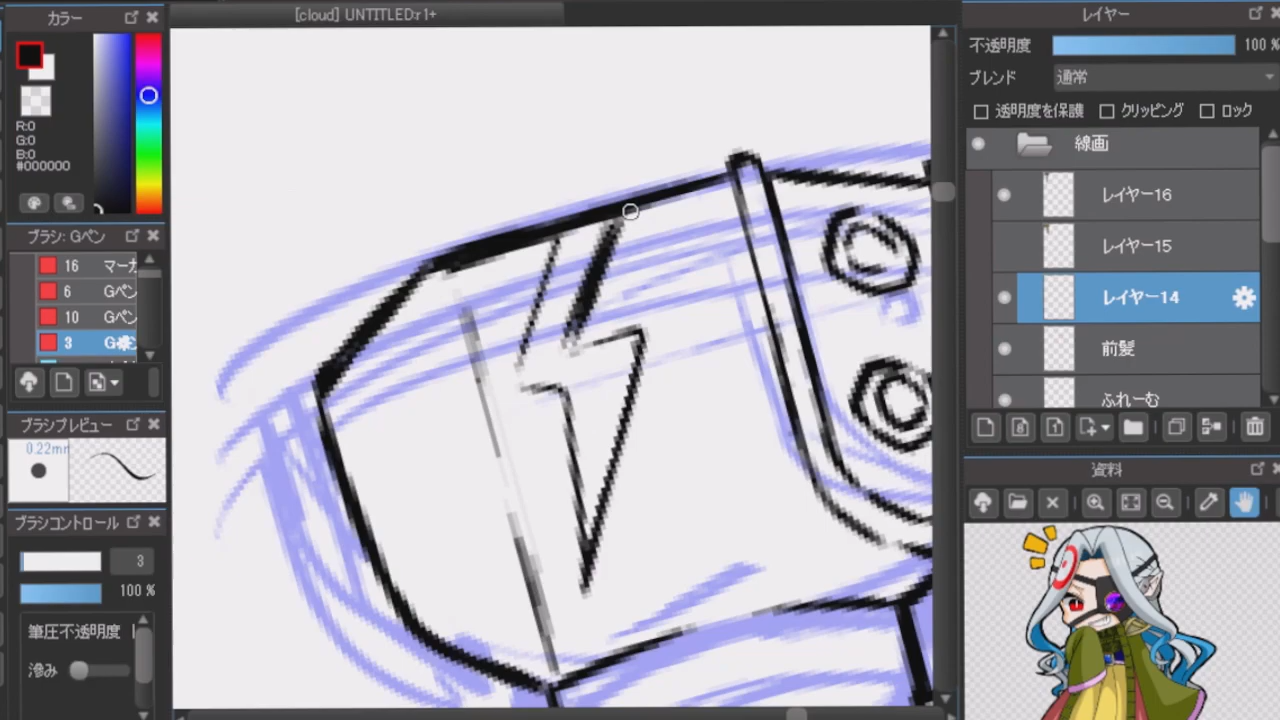 カラー
[cloud] UNTITLED:r1+
レイヤー
不透明度
100 %
ブレンド
通常
透明度を保護
クリッピング
ロック
R:0
G:0
B:0
#000000
線画
レイヤー16
レイヤー15
レイヤー14
前髪
ふれーむ
ブラシ: Gペン
16 マーカ
6 Gペン
10 Gペン
3
8
1
ブラシプレビュー
0.22mm
資料
ブラシコントロール
3
100 %
筆圧不透明度
滲み